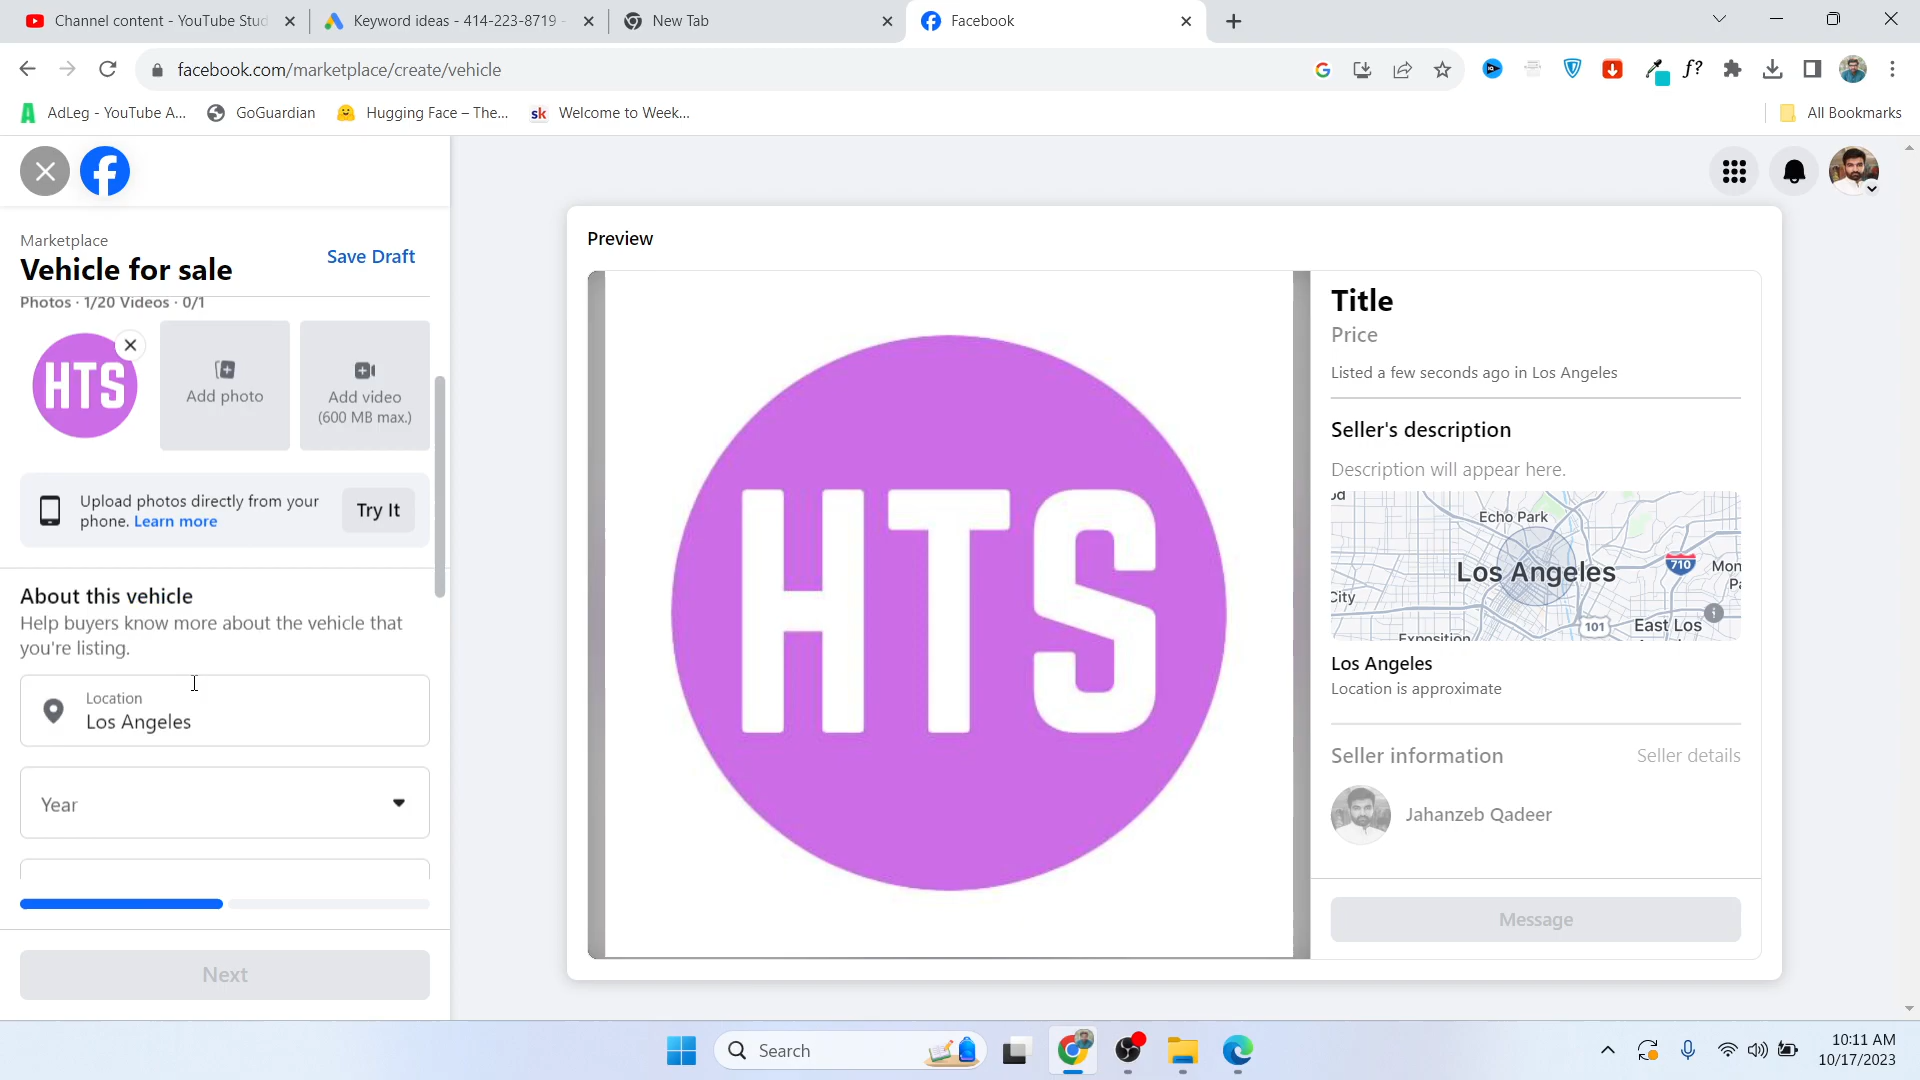 Channel content - YouTube Stud
Keyword ideas - 414-223-8719 -
New Tab
Facebook
facebook.com/marketplace/create/vehicle
f?
AdLeg - YouTube A...
GoGuardian
Hugging Face – The...
sk Welcome to Week...
All Bookmarks
Marketplace
Vehicle for sale
Save Draft
Photos · 1/20 Videos · 0/1
HTS
Add photo
Add video
(600 MB max.)
Upload photos directly from your
phone. Learn more
Try It
About this vehicle
Help buyers know more about the vehicle that
you're listing.
Location
Los Angeles
Year
Next
Preview
HTS
Title
Price
Listed a few seconds ago in Los Angeles
Seller's description
Description will appear here.
Echo Park
Los Angeles
710
Mon
City
101
East Los
Exposition
Los Angeles
Location is approximate
Seller information
Seller details
Jahanzeb Qadeer
Message
Search
10:11 AM
10/17/2023